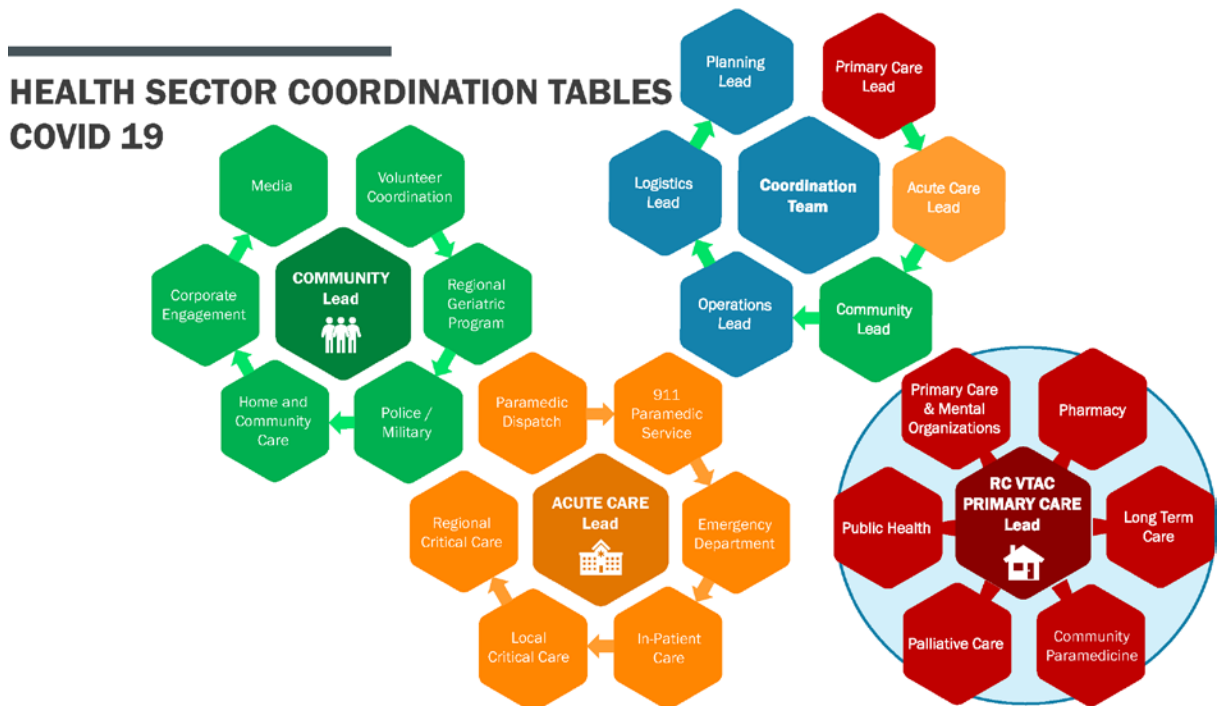 HEALTH SECTOR COORDINATION TABLES
COVID 19
Planning
Lead
Primary Care
Lead
Logistics
Lead
Coordination
Team
Acute Care
Lead
Operations
Lead
Community
Lead
Media
Volunteer
Coordination
Corporate
Engagement
COMMUNITY
Lead
Regional
Geriatric
Program
Home and
Community
Care
Police /
Military
Paramedic
Dispatch
911
Paramedic
Service
Regional
Critical Care
ACUTE CARE
Lead
Emergency
Department
Local
Critical Care
In-Patient
Care
Primary Care
& Mental
Organizations
Pharmacy
Public Health
RC VTAC
PRIMARY CARE
Lead
Long Term
Care
Palliative Care
Community
Paramedicine